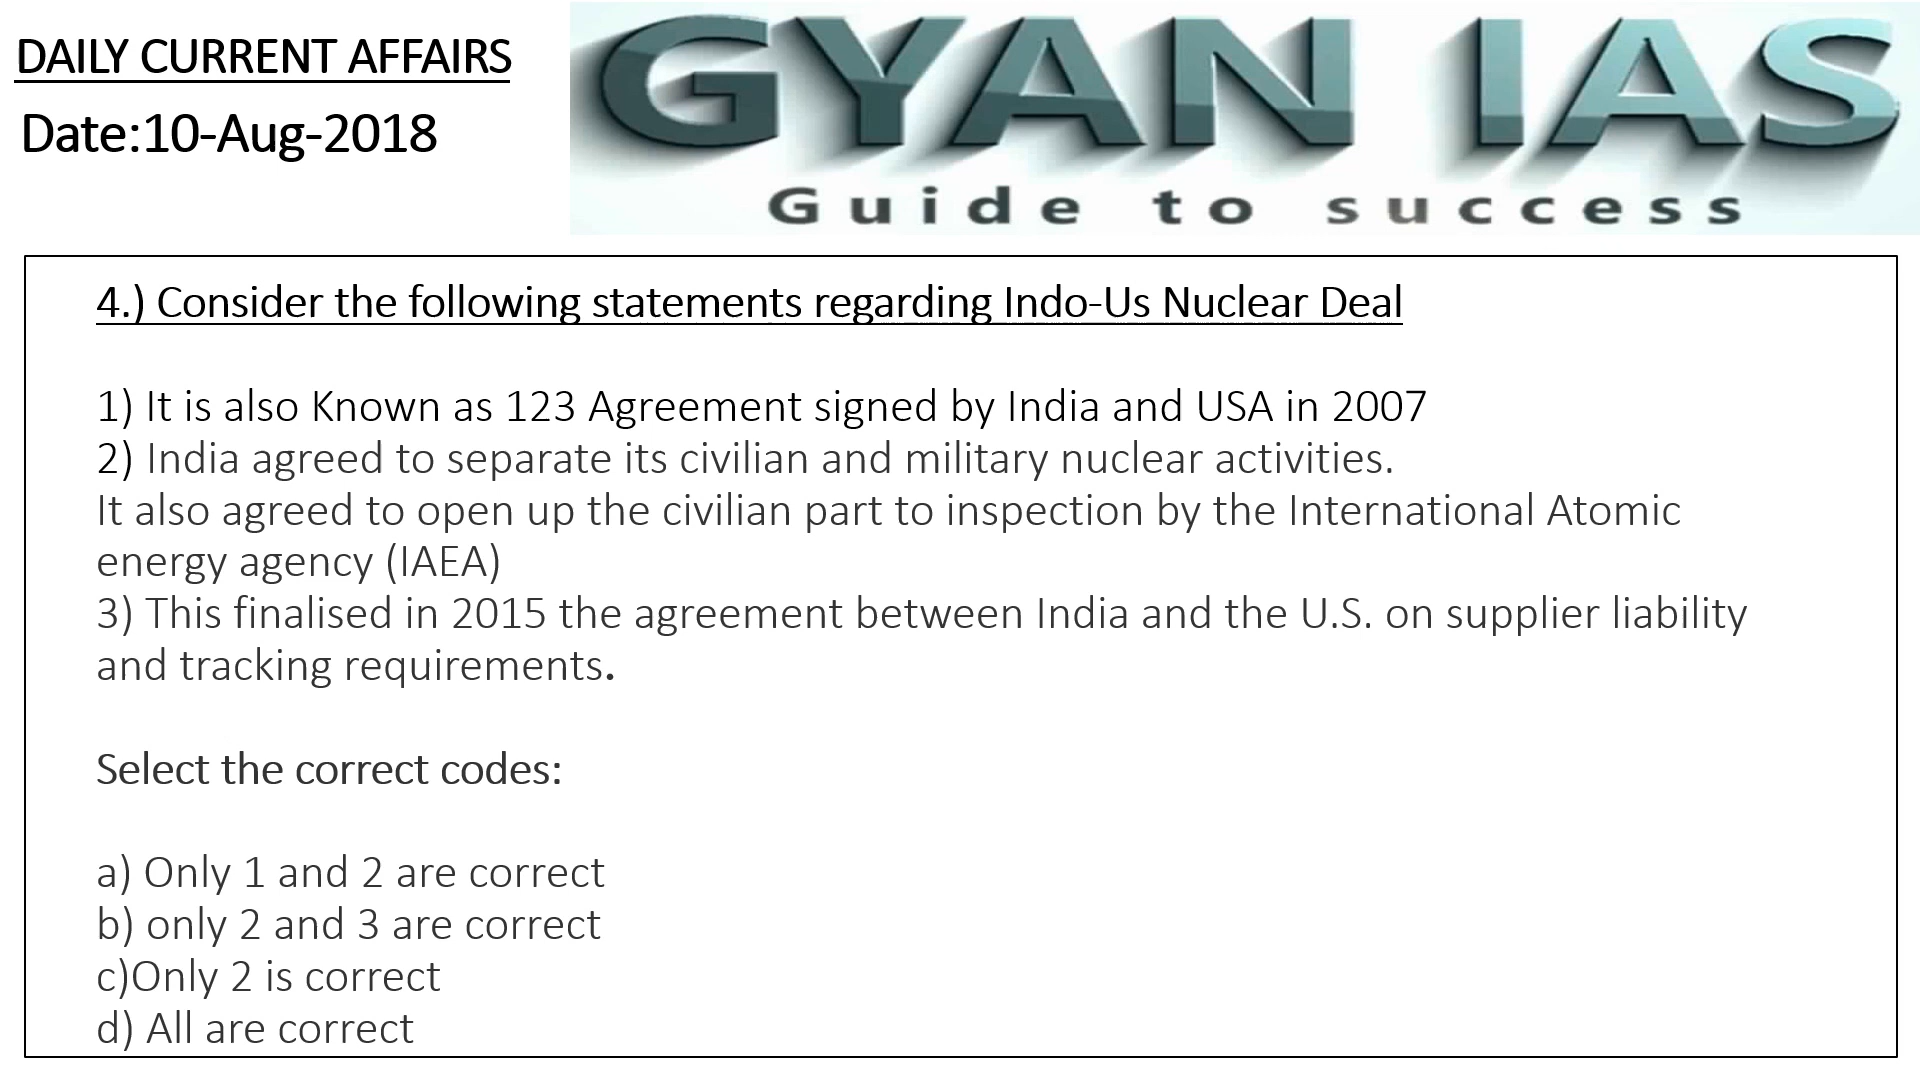 DAILY CURRENT AFFAIRS
Date:10-Aug-2018
GYAN IAS
Guide to success
4.) Consider the following statements regarding Indo-Us Nuclear Deal
1) It is also Known as 123 Agreement signed by India and USA in 2007
2) India agreed to separate its civilian and military nuclear activities.
It also agreed to open up the civilian part to inspection by the International Atomic
energy agency (IAEA)
3) This finalised in 2015 the agreement between India and the U.S. on supplier liability
and tracking requirements.
Select the correct codes:
a) Only 1 and 2 are correct
b) only 2 and 3 are correct
c)Only 2 is correct
d) All are correct